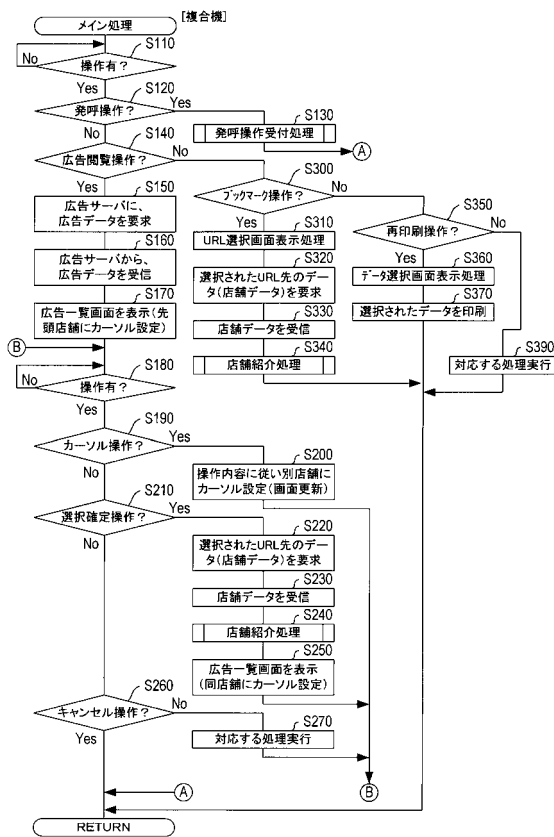 [複合機]
メイン処理
S110
操作有？
No
Yes
S120
発呼操作？
Yes
No
S130
発呼操作受付処理
A
S140
広告閲覧操作？
No
Yes
S150
広告サーバに、
広告データを要求
S160
広告サーバから、
広告データを受信
S170
広告一覧画面を表示(先
頭店舗にカーソル設定)
S300
ブックマーク操作？
No
Yes
S310
URL選択画面表示処理
S320
選択されたURL先のデー
タ(店舗データ)を要求
S330
店舗データを受信
S340
店舗紹介処理
S350
再印刷操作？
No
Yes
S360
データ選択画面表示処理
S370
選択されたデータを印刷
S390
対応する処理実行
B
S180
操作有？
No
Yes
S190
カーソル操作？
Yes
No
S200
操作内容に従い別店舗に
カーソル設定(画面更新)
S210
選択確定操作？
Yes
No
S220
選択されたURL先のデー
タ(店舗データ)を要求
S230
店舗データを受信
S240
店舗紹介処理
S250
広告一覧画面を表示
(同店舗にカーソル設定)
S260
キャンセル操作？
No
Yes
S270
対応する処理実行
B
A
RETURN